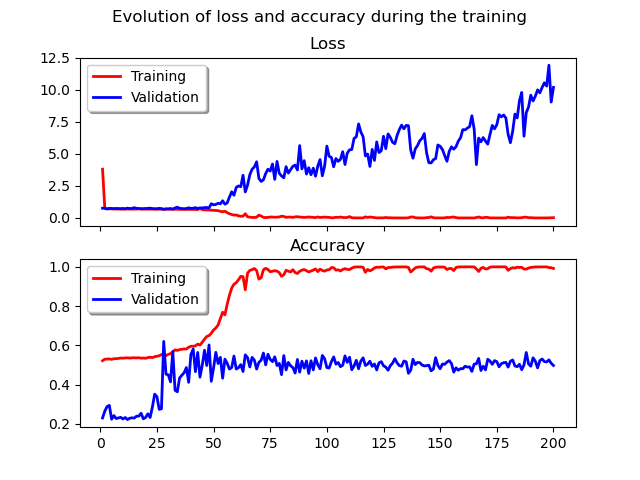 Evolution of loss and accuracy during the training
Loss
12.5
10.0
7.5
5.0
2.5
0.0
Training
Validation
Accuracy
1.0
0.8
0.6
0.4
0.2
Training
Validation
0 25 50 75 100 125 150 175 200